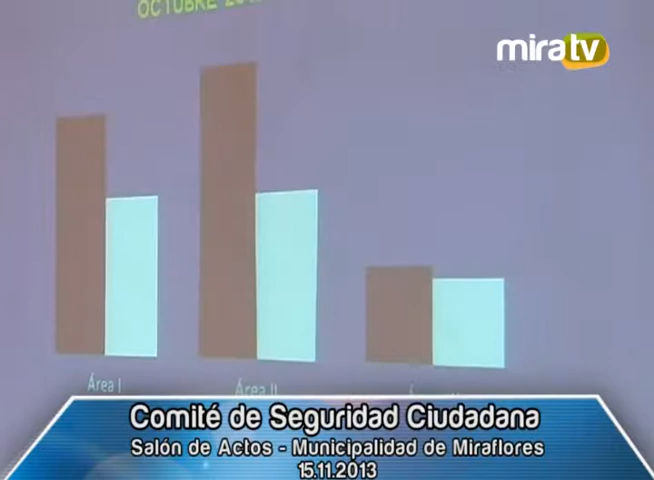 OCTUBRE
miratv
Área I
Área II
Comité de Seguridad Ciudadana
Salón de Actos - Municipalidad de Miraflores
15.11.2013